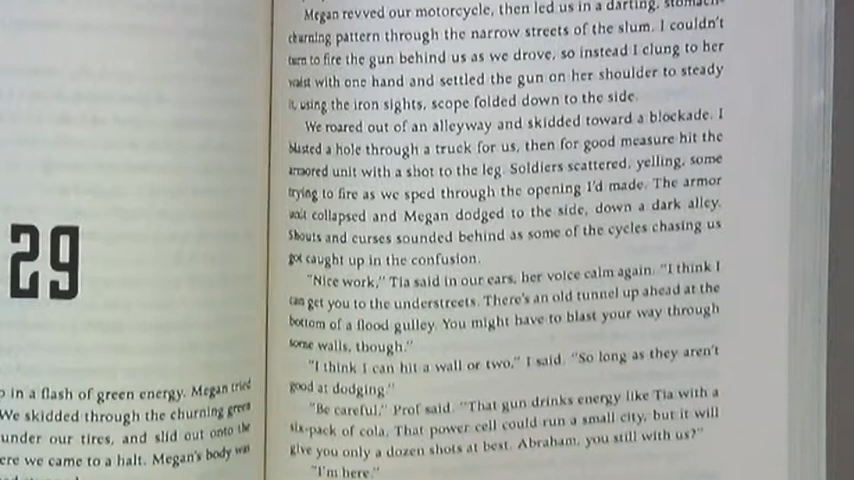 29
p in a flash of green energy. Megan tried
We skidded through the churning green
under our tires, and slid out onto the
ere we came to a halt. Megan's body was
Megan revved our motorcycle, then led us in a darting, stomach-
churning pattern through the narrow streets of the slum. I couldn't
turn to fire the gun behind us as we drove, so instead I clung to her
waist with one hand and settled the gun on her shoulder to steady
it, using the iron sights, scope folded down to the side.
We roared out of an alleyway and skidded toward a blockade. I
blasted a hole through a truck for us, then for good measure hit the
armored unit with a shot to the leg. Soldiers scattered, yelling, some
trying to fire as we sped through the opening I'd made. The armor
unit collapsed and Megan dodged to the side, down a dark alley.
Shouts and curses sounded behind as some of the cycles chasing us
got caught up in the confusion.
"Nice work," Tia said in our ears, her voice calm again. "I think I
can get you to the understreets. There's an old tunnel up ahead at the
bottom of a flood gulley. You might have to blast your way through
some walls, though."
"I think I can hit a wall or two," I said. "So long as they aren't
good at dodging."
"Be careful," Prof said. "That gun drinks energy like Tia with a
six-pack of cola. That power cell could run a small city, but it will
give you only a dozen shots at best. Abraham, you still with us?"
"I'm here."